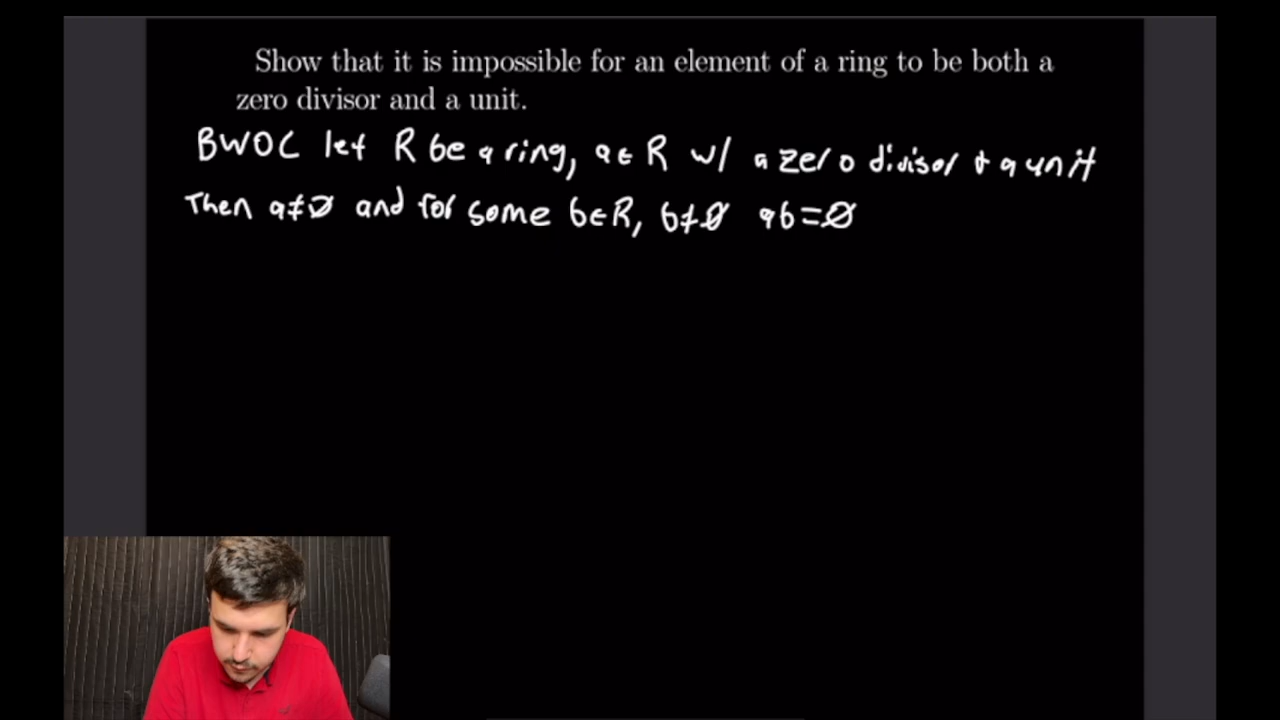 Show that it is impossible for an element of a ring to be both a
zero divisor and a unit.
BWOC let R be a ring, a∈R w/ a zero divisor + a unit
Then a≠0 and for some b∈R, b≠0 ab=0